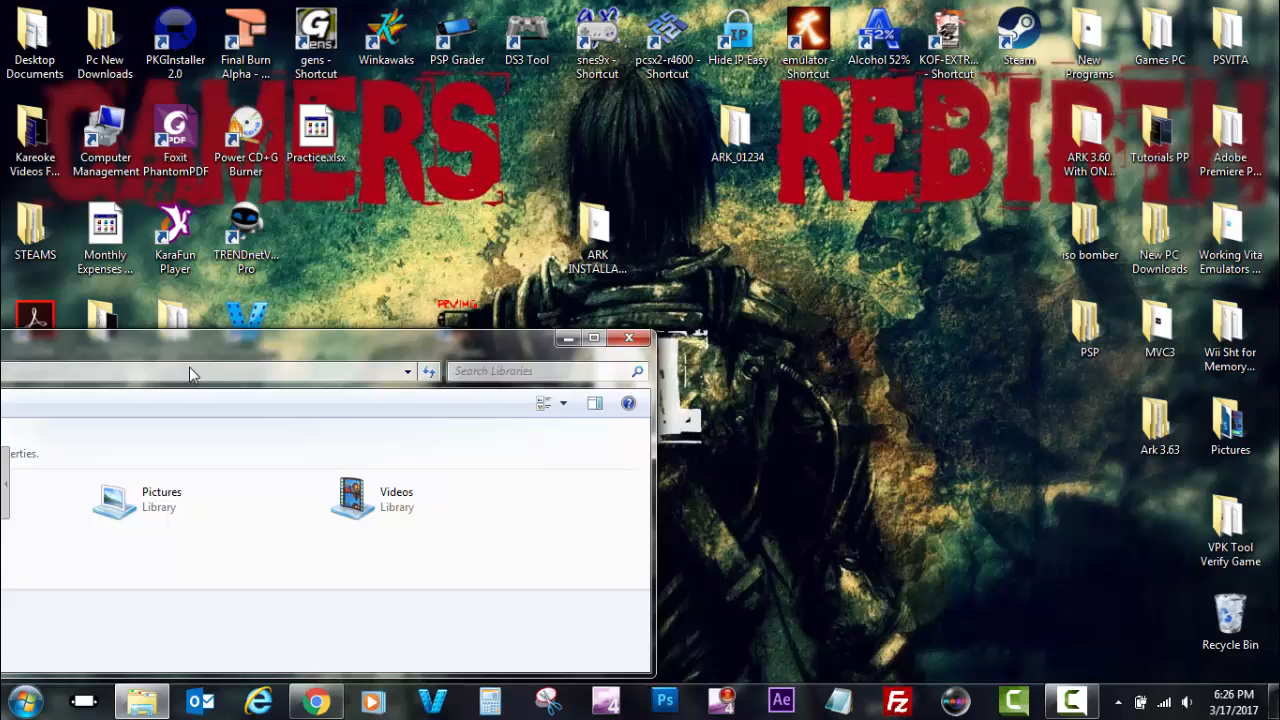 GAMERS REBIRTH
Desktop
Documents
Pc New
Downloads
PKGInstaller
2.0
Final Burn
Alpha - ...
gens -
Shortcut
Winkawaks
PSP Grader
DS3 Tool
snes9x -
Shortcut
pcsx2-r4600 -
Shortcut
Hide IP Easy
emulator -
Shortcut
Alcohol 52%
KOF-EXTR...
- Shortcut
Steam
New
Programs
Games PC
PSVITA
Kareoke
Videos F...
Computer
Management
Foxit
PhantomPDF
Power CD+G
Burner
Practice.xlsx
ARK_01234
ARK 3.60
With ON...
Tutorials PP
Adobe
Premiere P...
STEAMS
Monthly
Expenses ...
KaraFun
Player
TRENDnetV...
Pro
ARK
INSTALLA...
iso bomber
New PC
Downloads
Working Vita
Emulators ...
PSP
MVC3
Wii Sht for
Memory...
Search Libraries
erties.
Pictures
Library
Videos
Library
Ark 3.63
Pictures
VPK Tool
Verify Game
Recycle Bin
6:26 PM
3/17/2017